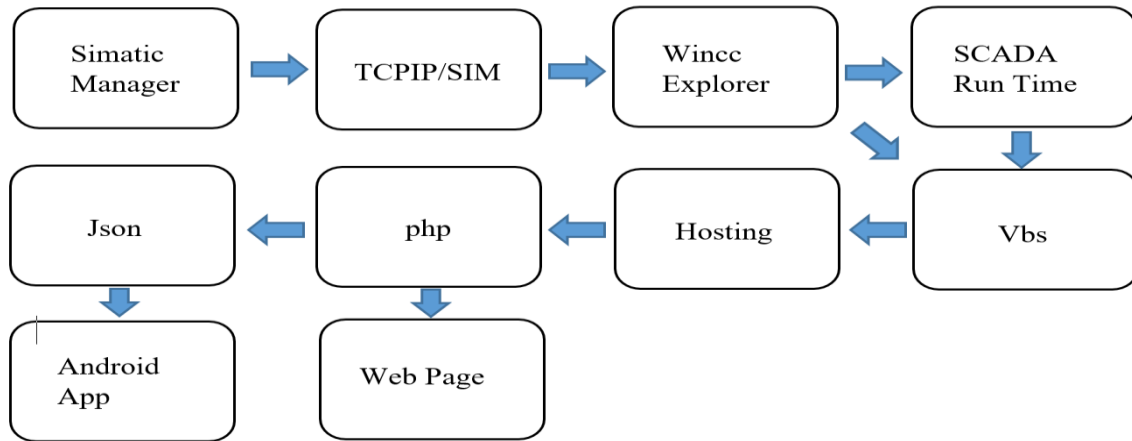 Simatic
Manager
TCPIP/SIM
Wincc
Explorer
SCADA
Run Time
Json
php
Hosting
Vbs
Android
App
Web Page